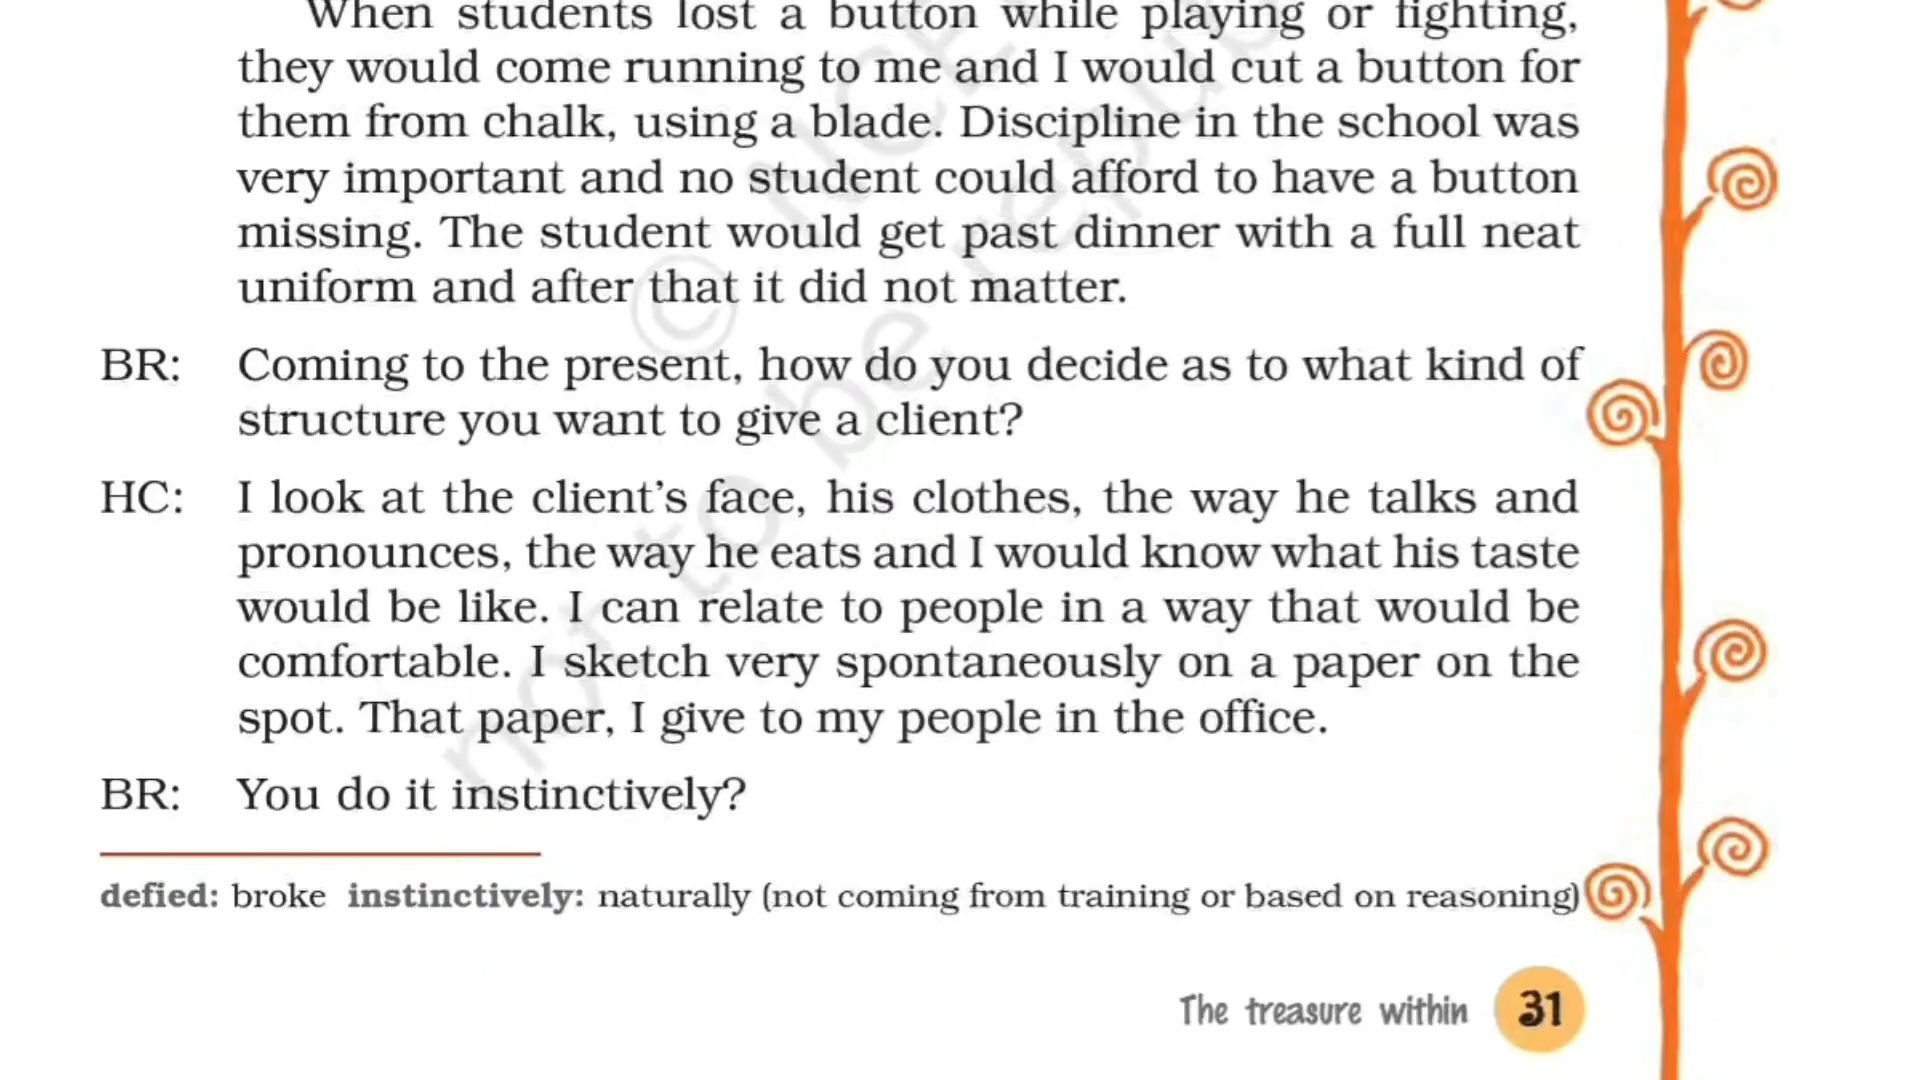 When students lost a button while playing or fighting,
they would come running to me and I would cut a button for
them from chalk, using a blade. Discipline in the school was
very important and no student could afford to have a button
missing. The student would get past dinner with a full neat
uniform and after that it did not matter.
BR: Coming to the present, how do you decide as to what kind of
structure you want to give a client?
HC: I look at the client's face, his clothes, the way he talks and
pronounces, the way he eats and I would know what his taste
would be like. I can relate to people in a way that would be
comfortable. I sketch very spontaneously on a paper on the
spot. That paper, I give to my people in the office.
BR: You do it instinctively?
defied: broke instinctively: naturally (not coming from training or based on reasoning)
The treasure within 31
not to be